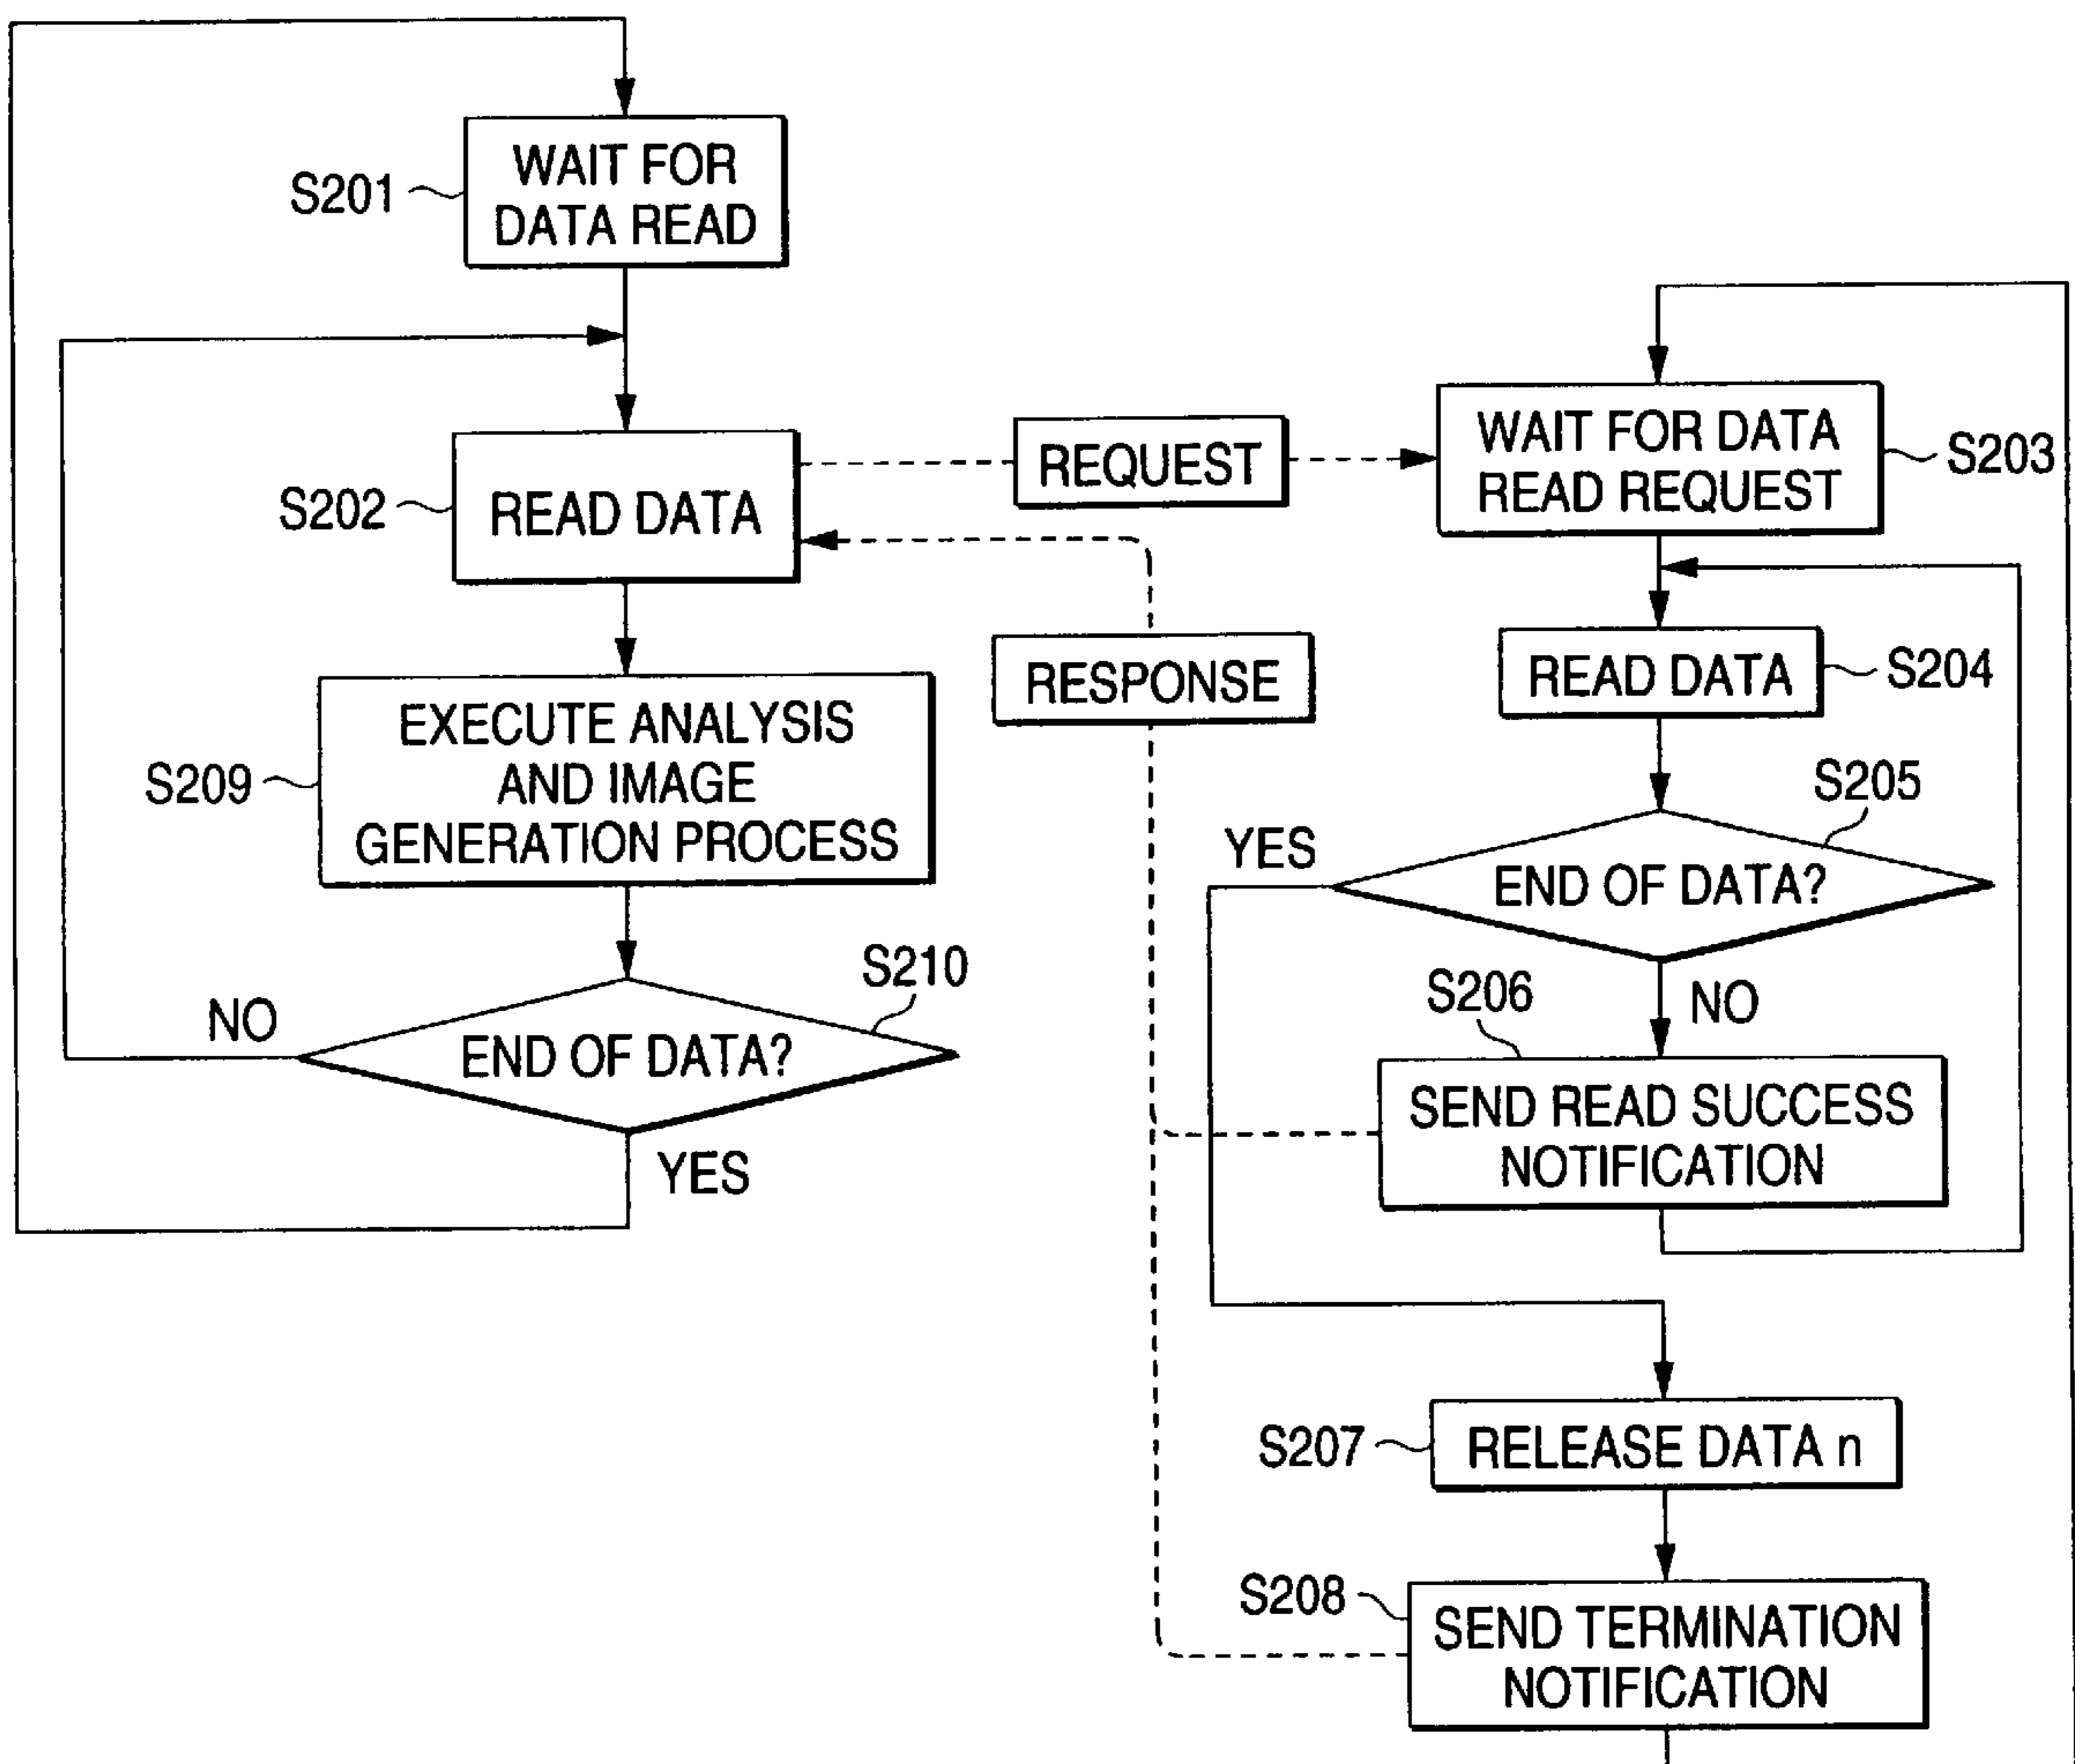 S201
WAIT FOR
DATA READ
S202
READ DATA
REQUEST
WAIT FOR DATA
READ REQUEST
S203
RESPONSE
READ DATA
S204
S209
EXECUTE ANALYSIS
AND IMAGE
GENERATION PROCESS
S205
YES
END OF DATA?
S210
NO
END OF DATA?
YES
S206
NO
SEND READ SUCCESS
NOTIFICATION
S207
RELEASE DATA n
S208
SEND TERMINATION
NOTIFICATION